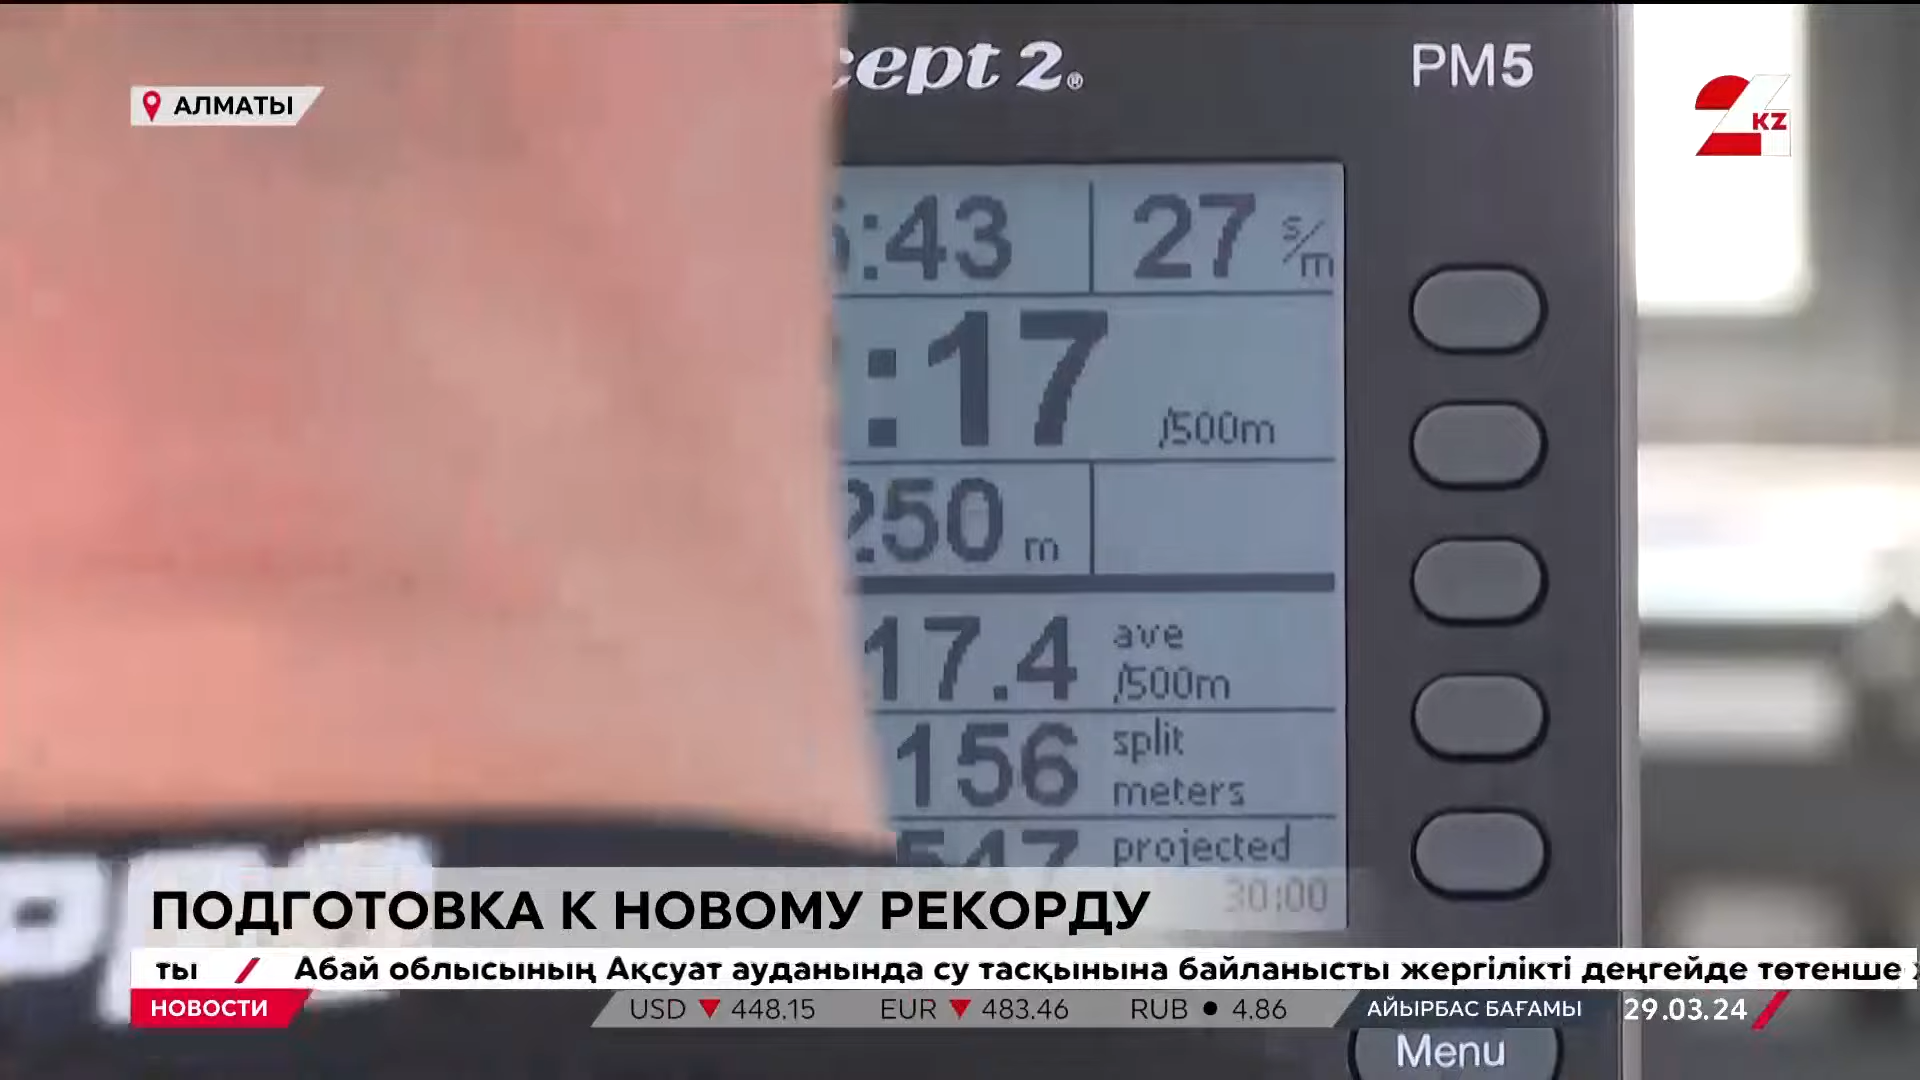 cept 2®
PM5
АЛМАТЫ
24 KZ
:43
27 s/m
:17 /500m
250 m
17.4 ave /500m
156 split meters
547 projected
30:00
ПОДГОТОВКА К НОВОМУ РЕКОРДУ
ты / Абай облысының Ақсуат ауданында су тасқынына байланысты жергілікті деңгейде төтенше
НОВОСТИ
USD ▼ 448.15 EUR ▼ 483.46 RUB ● 4.86 АЙЫРБАС БАҒАМЫ 29.03.24
Menu